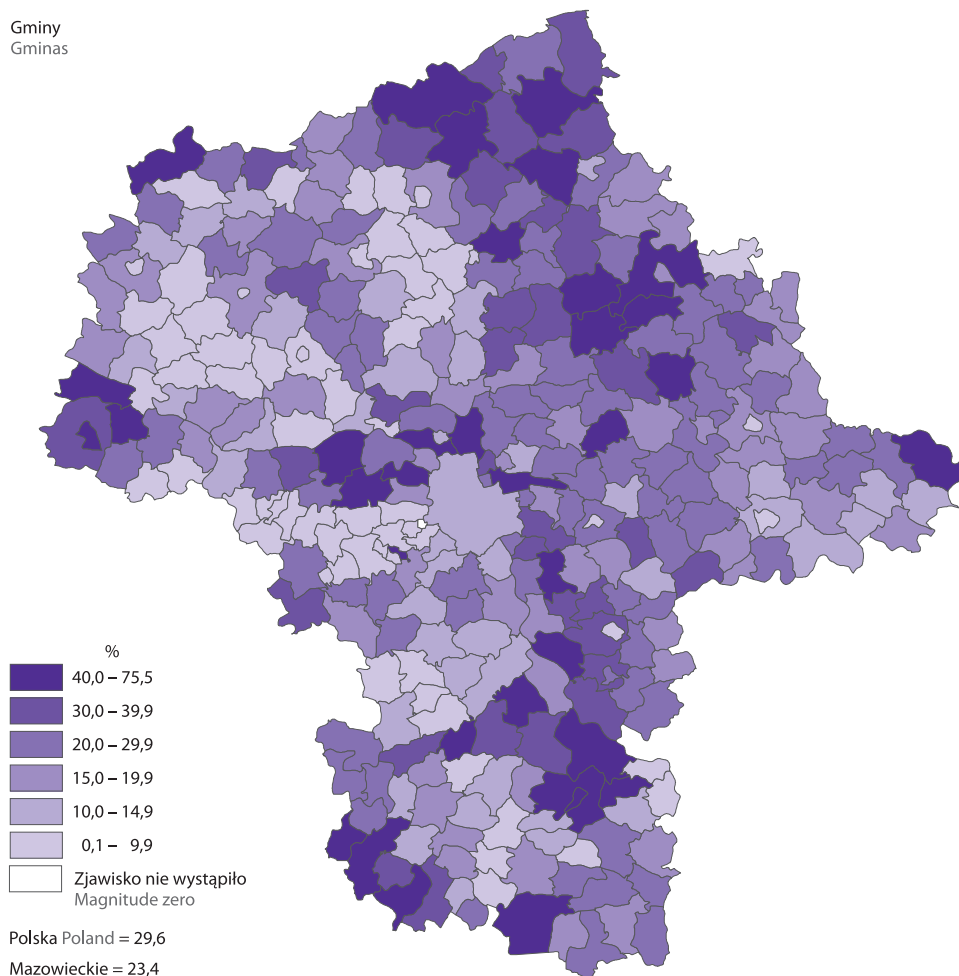 Gminy
Gminas
%
40,0 – 75,5
30,0 – 39,9
20,0 – 29,9
15,0 – 19,9
10,0 – 14,9
0,1 – 9,9
Zjawisko nie wystąpiło
Magnitude zero
Polska Poland = 29,6
Mazowieckie = 23,4